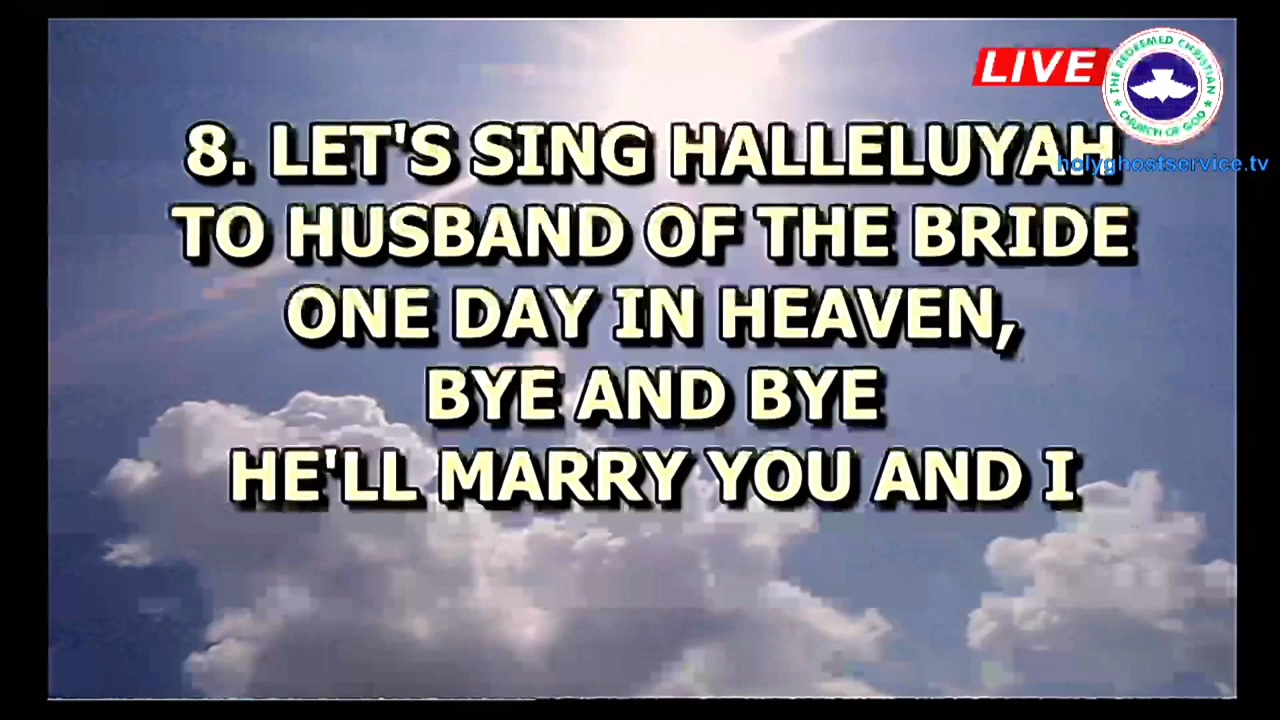 LIVE
THE REDEEMED CHRISTIAN
CHURCH OF GOD
holyghostservice.tv
8. LET'S SING HALLELUYAH
TO HUSBAND OF THE BRIDE
ONE DAY IN HEAVEN,
BYE AND BYE
HE'LL MARRY YOU AND I